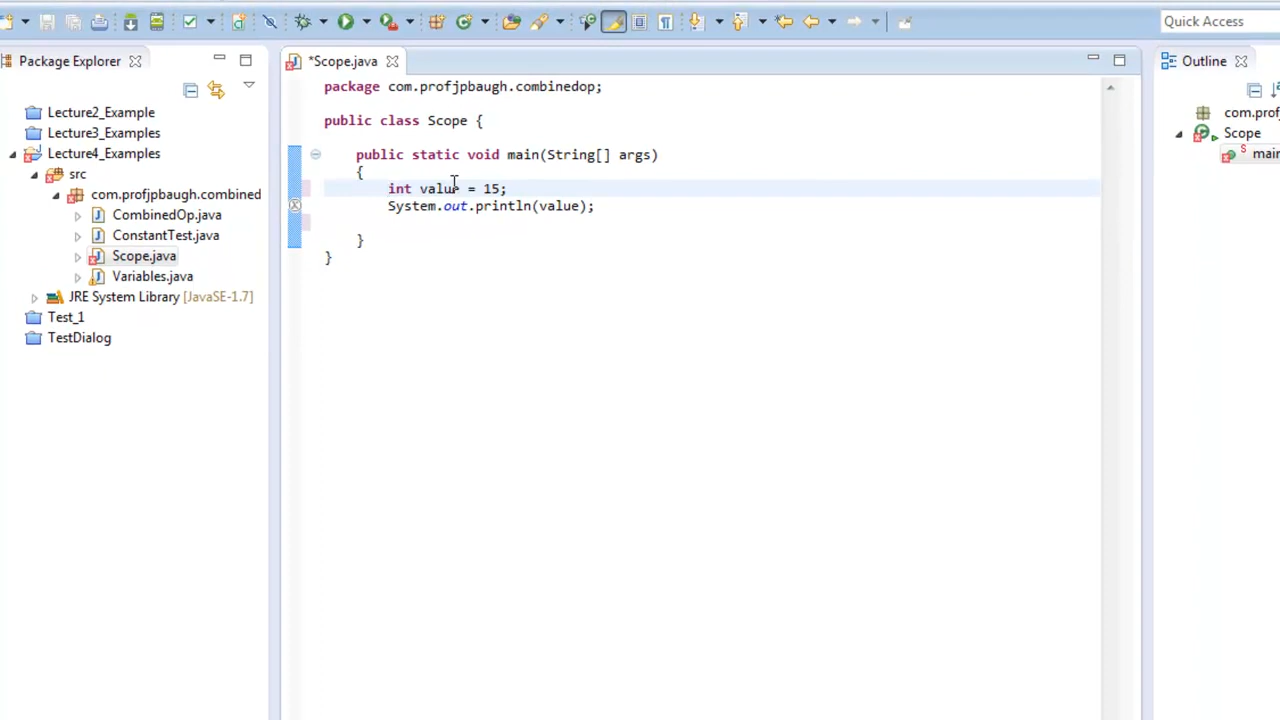 Quick Access
Package Explorer
*Scope.java
Outline
package com.profjpbaugh.combinedop;
public class Scope {
public static void main(String[] args)
{
int value = 15;
System.out.println(value);
}
}
Lecture2_Example
Lecture3_Examples
Lecture4_Examples
src
com.profjpbaugh.combined
CombinedOp.java
ConstantTest.java
Scope.java
Variables.java
JRE System Library [JavaSE-1.7]
Test_1
TestDialog
com.prof
Scope
S
main